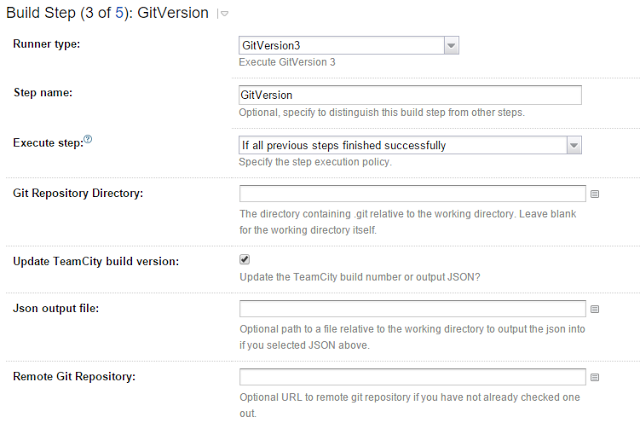 Build Step (3 of 5): GitVersion
Runner type:
GitVersion3
Execute GitVersion 3
Step name:
GitVersion
Optional, specify to distinguish this build step from other steps.
Execute step:
If all previous steps finished successfully
Specify the step execution policy.
Git Repository Directory:
The directory containing .git relative to the working directory. Leave blank
for the working directory itself.
Update TeamCity build version:
Update the TeamCity build number or output JSON?
Json output file:
Optional path to a file relative to the working directory to output the json into
if you selected JSON above.
Remote Git Repository:
Optional URL to remote git repository if you have not already checked one
out.